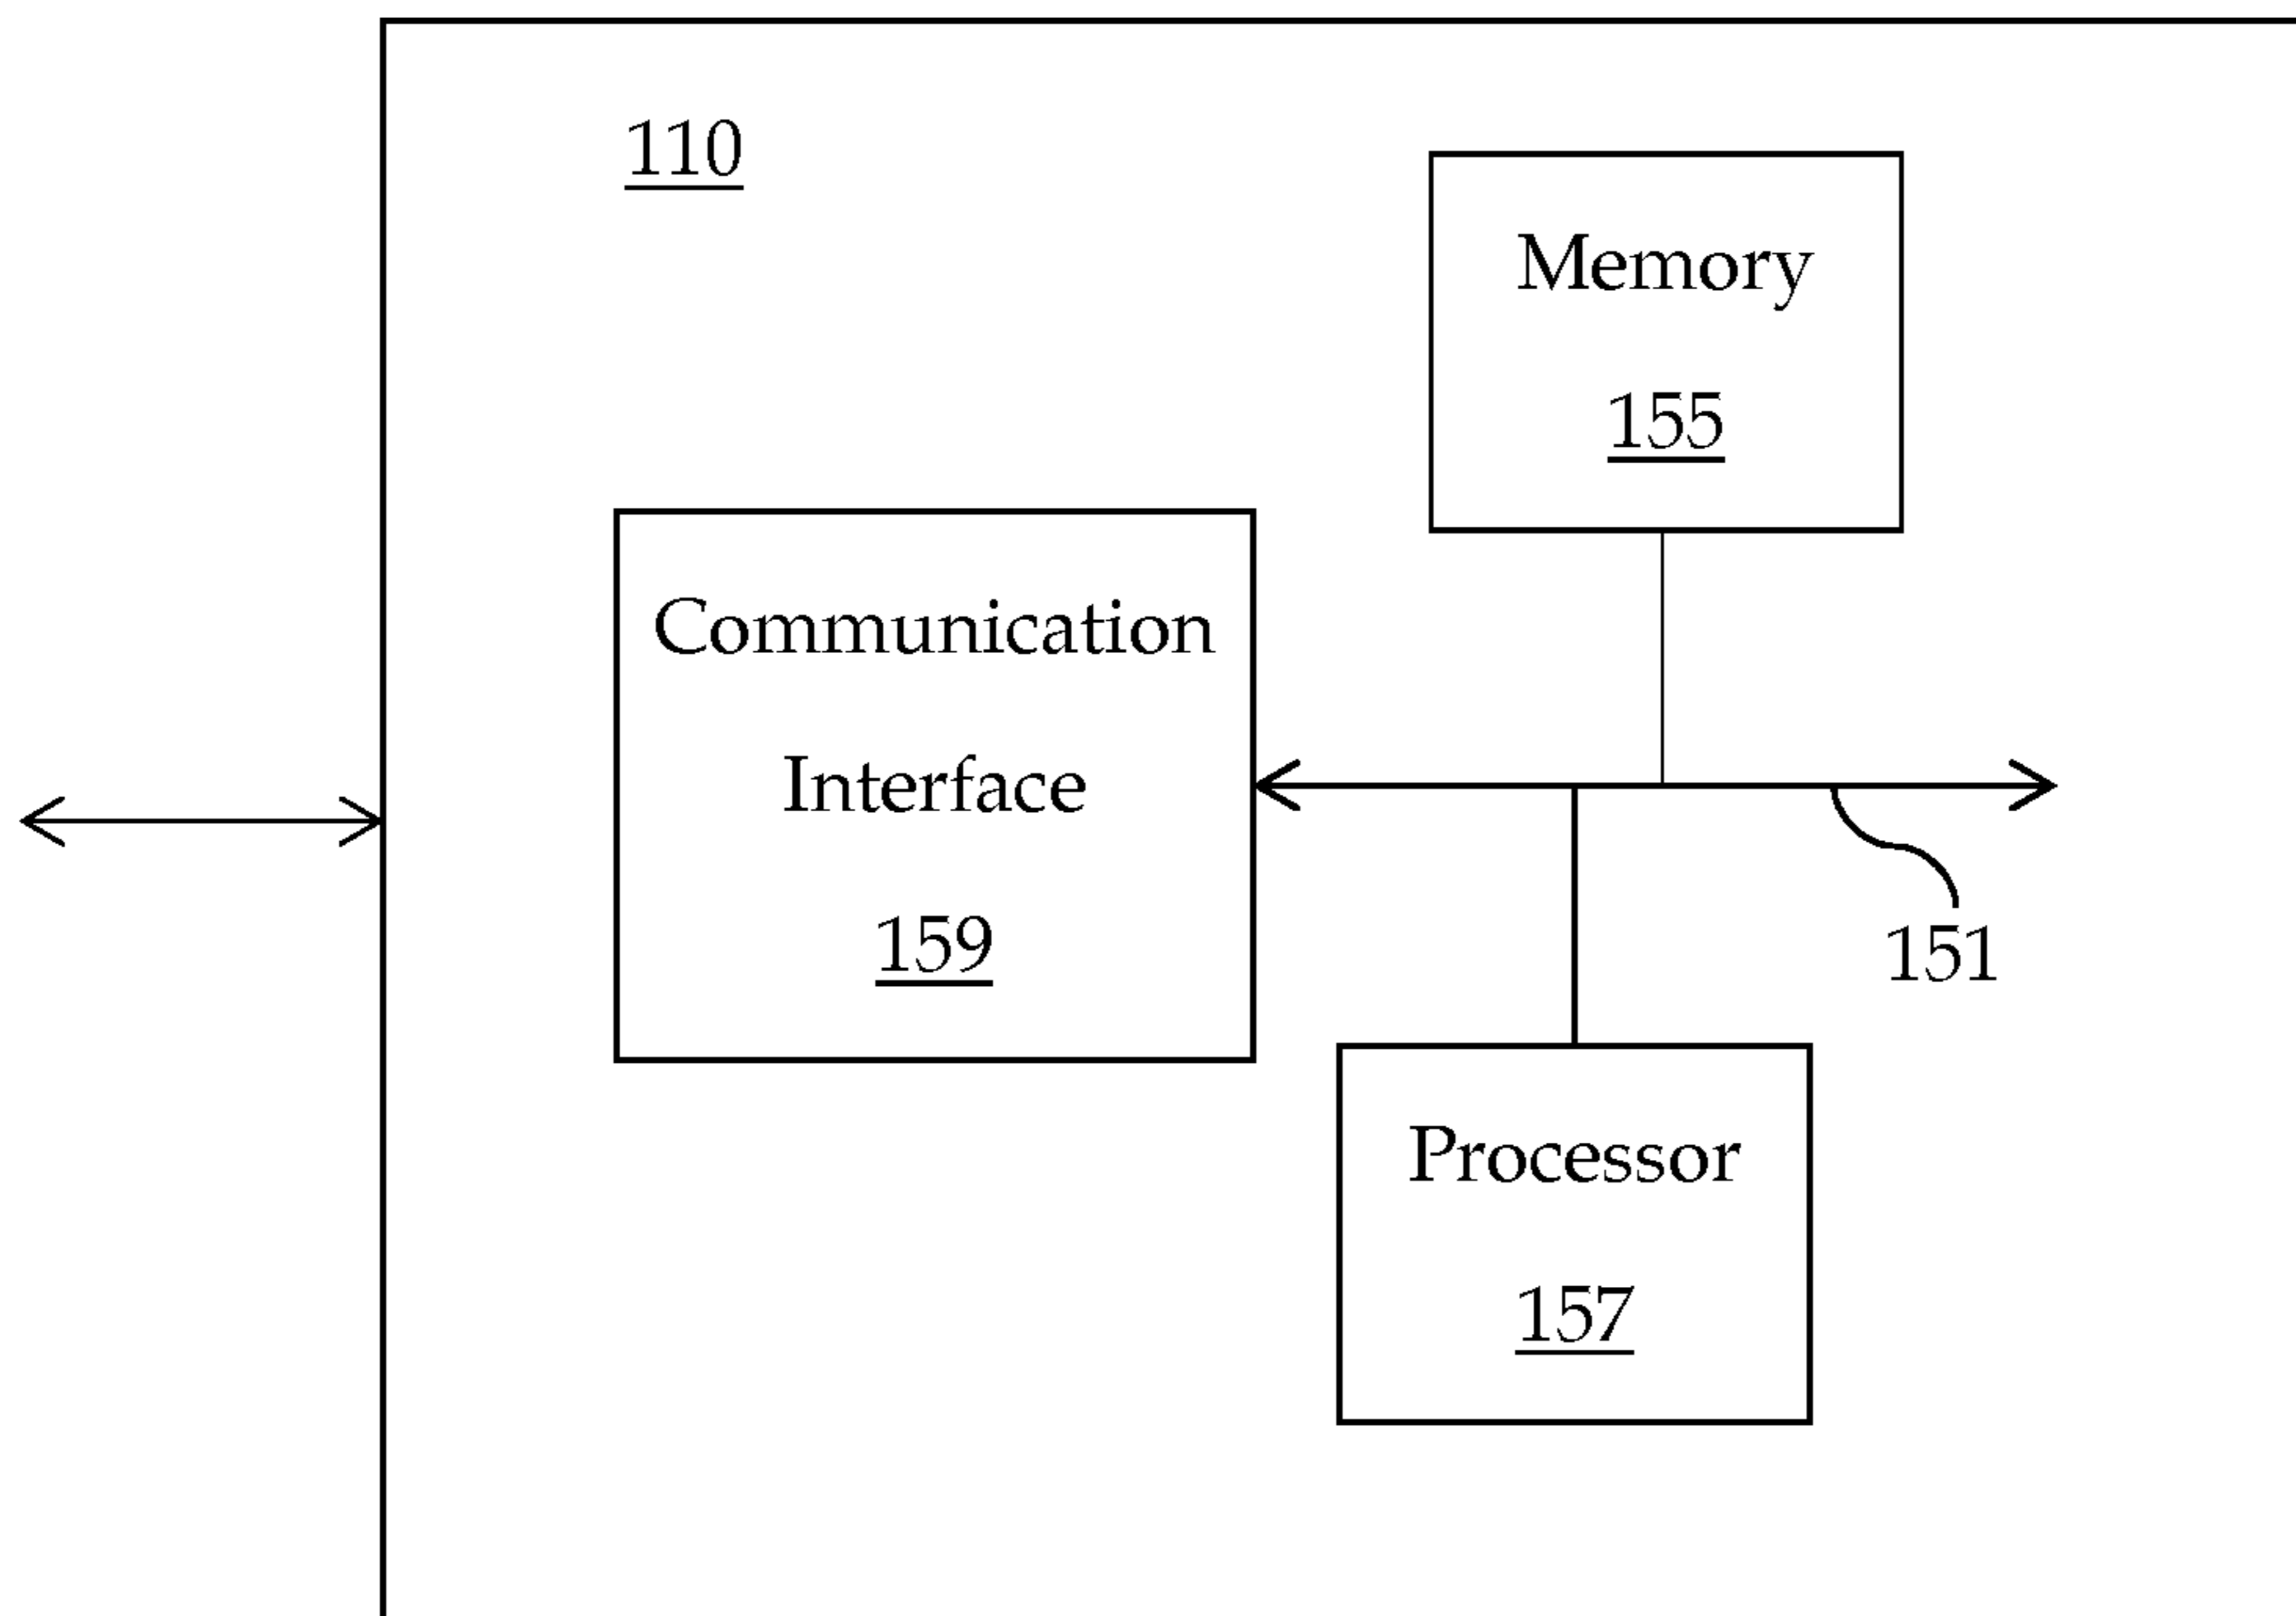 110
Memory
155
Communication
Interface
159
151
Processor
157